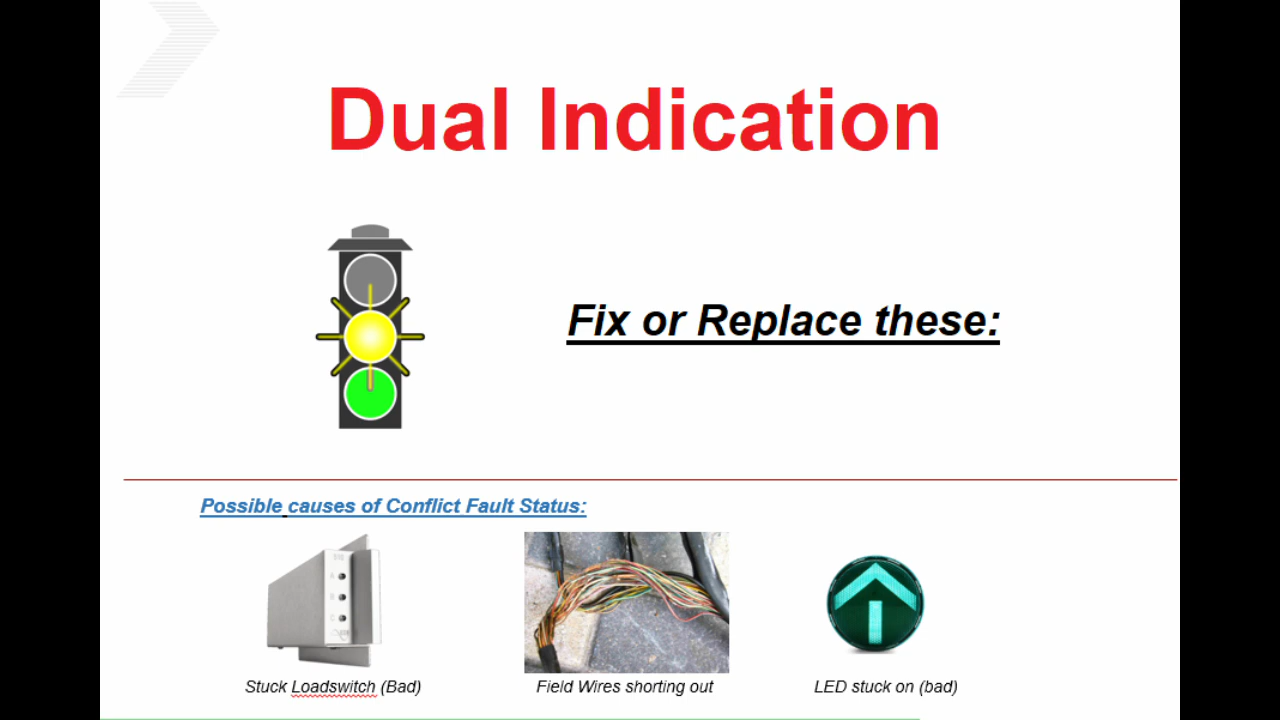 Dual Indication
Fix or Replace these:
Possible causes of Conflict Fault Status:
A
B
C
Stuck Loadswitch (Bad)
Field Wires shorting out
LED stuck on (bad)